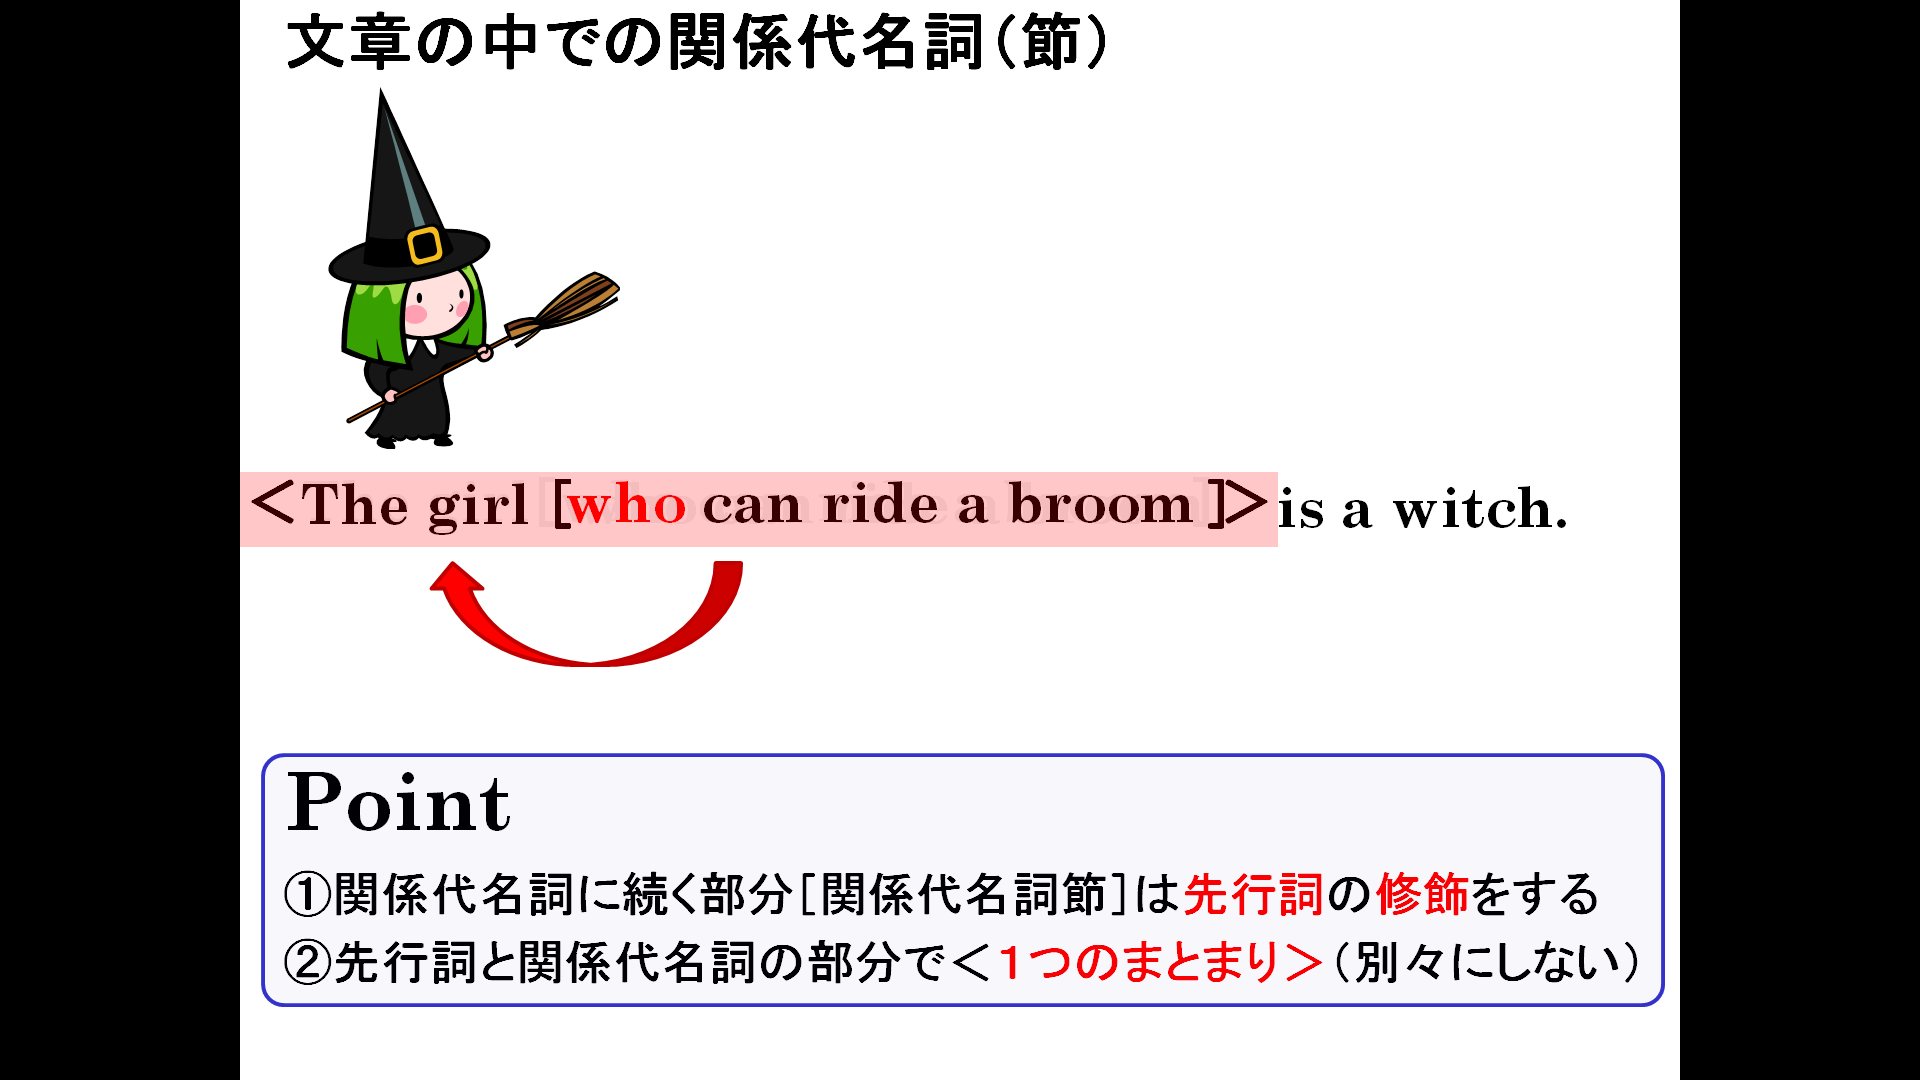 文章の中での関係代名詞（節）
＜The girl [who can ride a broom]＞is a witch.
Point
①関係代名詞に続く部分［関係代名詞節］は先行詞の修飾をする
②先行詞と関係代名詞の部分で＜１つのまとまり＞（別々にしない）